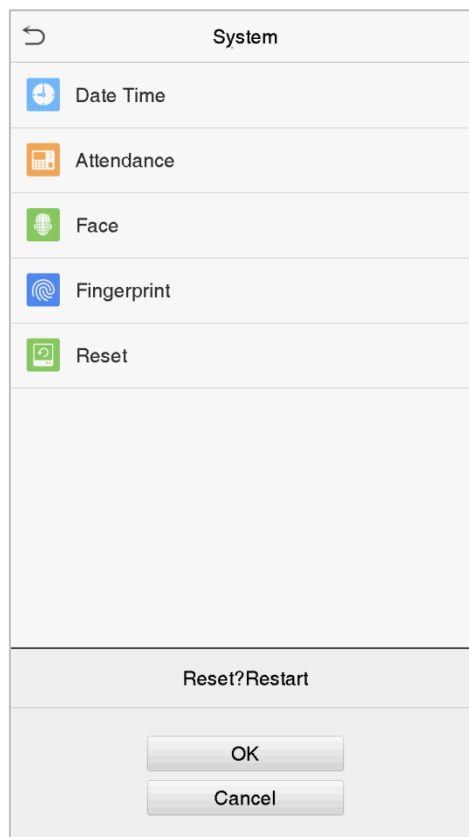 System
Date Time
Attendance
Face
Fingerprint
Reset
Reset?Restart
OK
Cancel